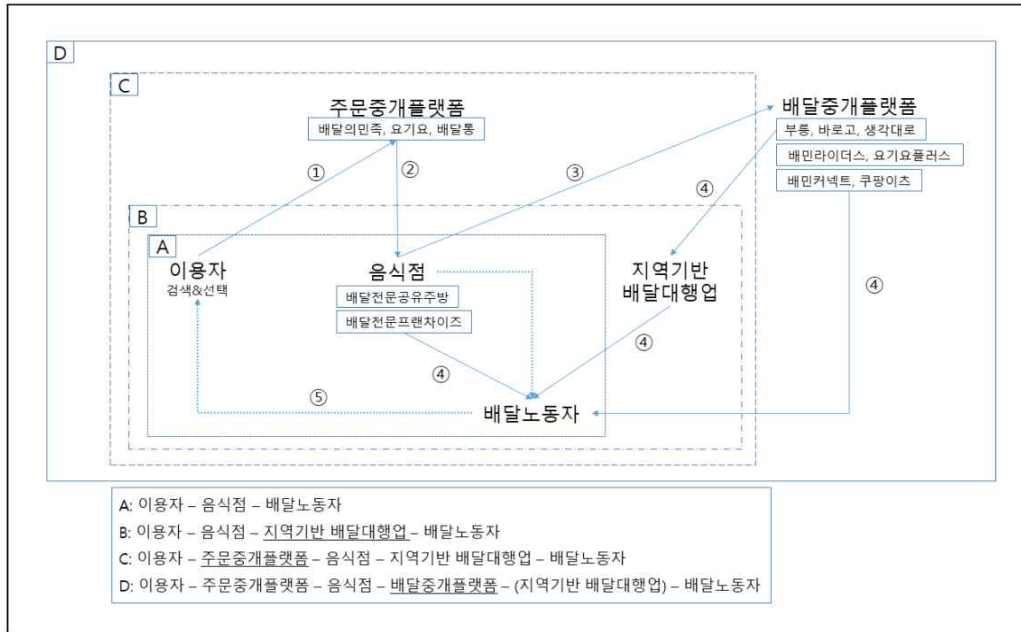 D
C
주문중개플랫폼
배달의민족, 요기요, 배달통
배달중개플랫폼
부릉, 바로고, 생각대로
배민라이더스, 요기요플러스
배민커넥트, 쿠팡이츠
①
②
③
④
B
A
이용자
검색&선택
음식점
배달전문공유주방
배달전문프랜차이즈
지역기반
배달대행업
④
④
④
⑤
배달노동자
A: 이용자 – 음식점 – 배달노동자
B: 이용자 – 음식점 – 지역기반 배달대행업 – 배달노동자
C: 이용자 – 주문중개플랫폼 – 음식점 – 지역기반 배달대행업 – 배달노동자
D: 이용자 – 주문중개플랫폼 – 음식점 – 배달중개플랫폼 – (지역기반 배달대행업) – 배달노동자